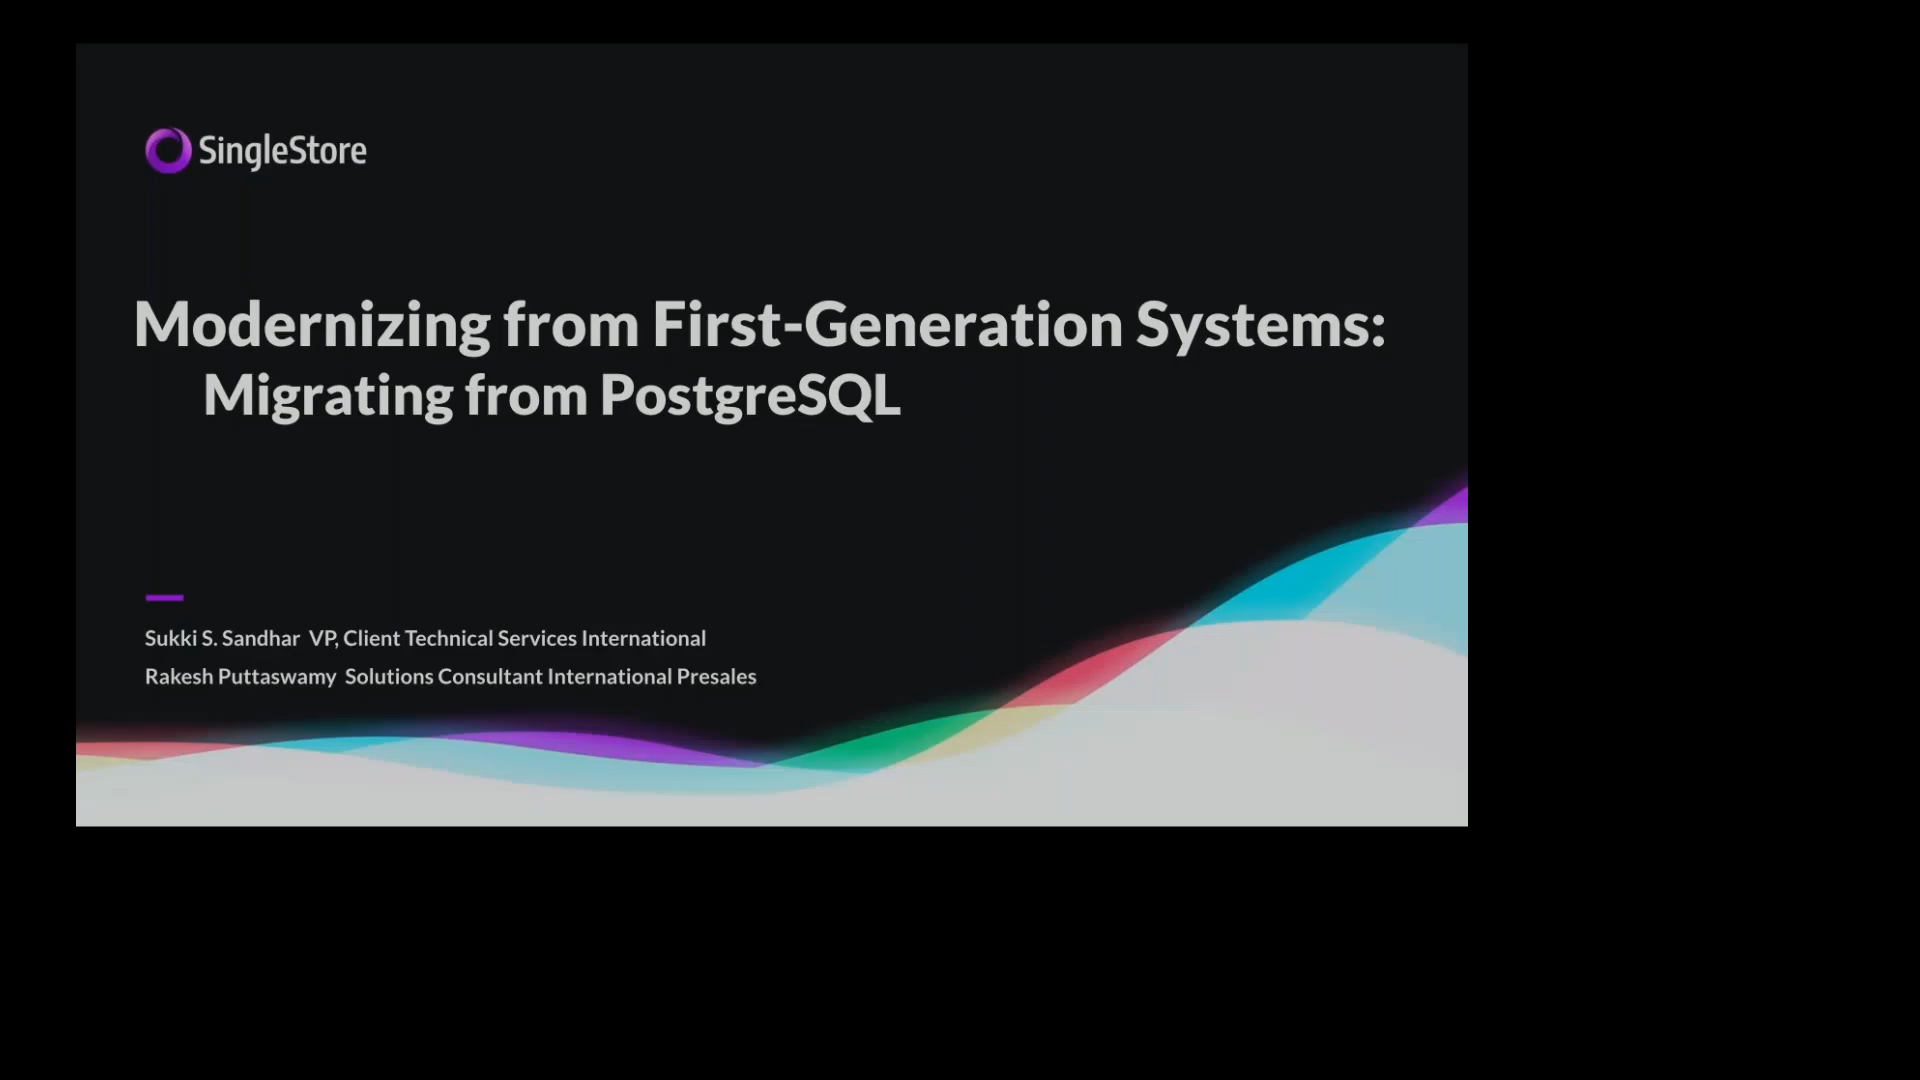 SingleStore
Modernizing from First-Generation Systems:
Migrating from PostgreSQL
Sukki S. Sandhar VP, Client Technical Services International
Rakesh Puttaswamy Solutions Consultant International Presales